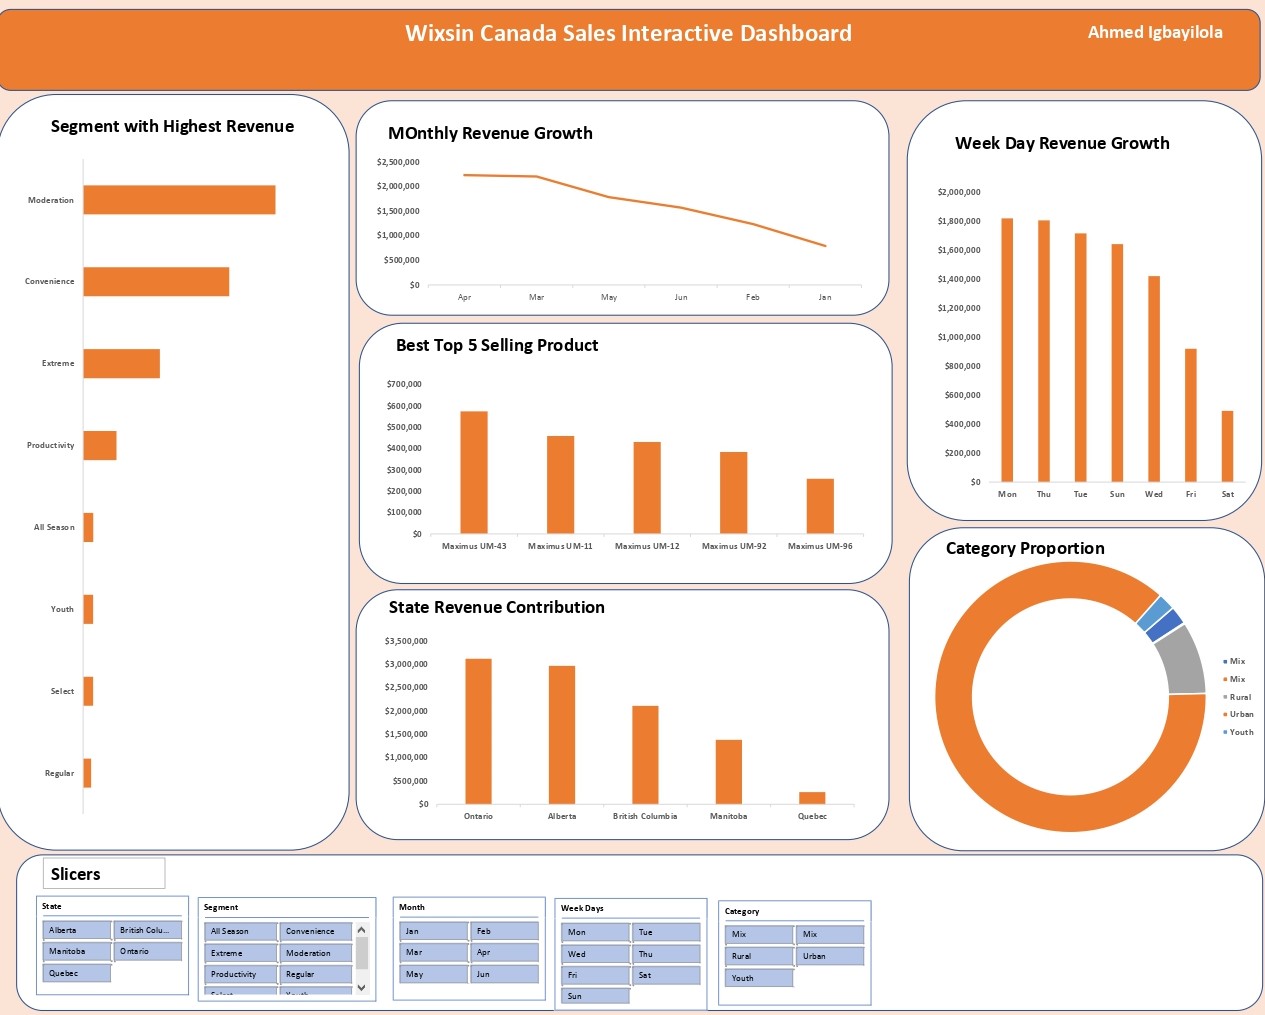 Wixsin Canada Sales Interactive Dashboard
Ahmed Igbayilola
Segment with Highest Revenue
Moderation
Convenience
Extreme
Productivity
All Season
Youth
Select
Regular
MOnthly Revenue Growth
$2,500,000
$2,000,000
$1,500,000
$1,000,000
$500,000
$0
Apr Mar May Jun Feb Jan
Best Top 5 Selling Product
$700,000
$600,000
$500,000
$400,000
$300,000
$200,000
$100,000
$0
Maximus UM-43 Maximus UM-11 Maximus UM-12 Maximus UM-92 Maximus UM-96
State Revenue Contribution
$3,500,000
$3,000,000
$2,500,000
$2,000,000
$1,500,000
$1,000,000
$500,000
$0
Ontario Alberta British Columbia Manitoba Quebec
Week Day Revenue Growth
$2,000,000
$1,800,000
$1,600,000
$1,400,000
$1,200,000
$1,000,000
$800,000
$600,000
$400,000
$200,000
$0
Mon Thu Tue Sun Wed Fri Sat
Category Proportion
Mix
Mix
Rural
Urban
Youth
Slicers
State
Alberta British Colu...
Manitoba Ontario
Quebec
Segment
All Season Convenience
Extreme Moderation
Productivity Regular
Select Youth
Month
Jan Feb
Mar Apr
May Jun
Week Days
Mon Tue
Wed Thu
Fri Sat
Sun
Category
Mix Mix
Rural Urban
Youth